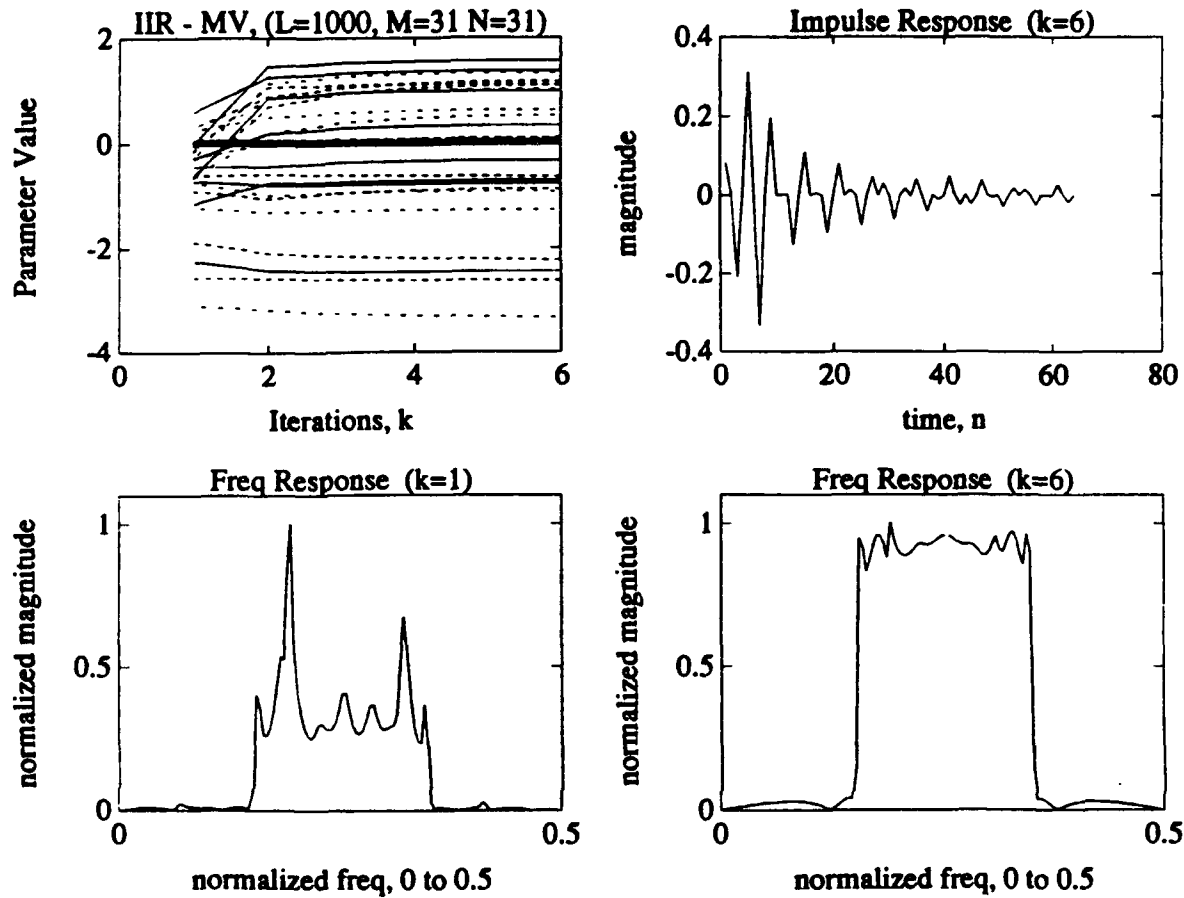 IIR - MV, (L=1000, M=31 N=31)
2
0
-2
-4
Parameter Value
0
2
4
6
Iterations, k
Impulse Response (k=6)
0.4
0.2
0
-0.2
-0.4
magnitude
0
20
40
60
80
time, n
Freq Response (k=1)
1
0.5
0
normalized magnitude
0
0.5
normalized freq, 0 to 0.5
Freq Response (k=6)
1
0.5
0
normalized magnitude
0
0.5
normalized freq, 0 to 0.5